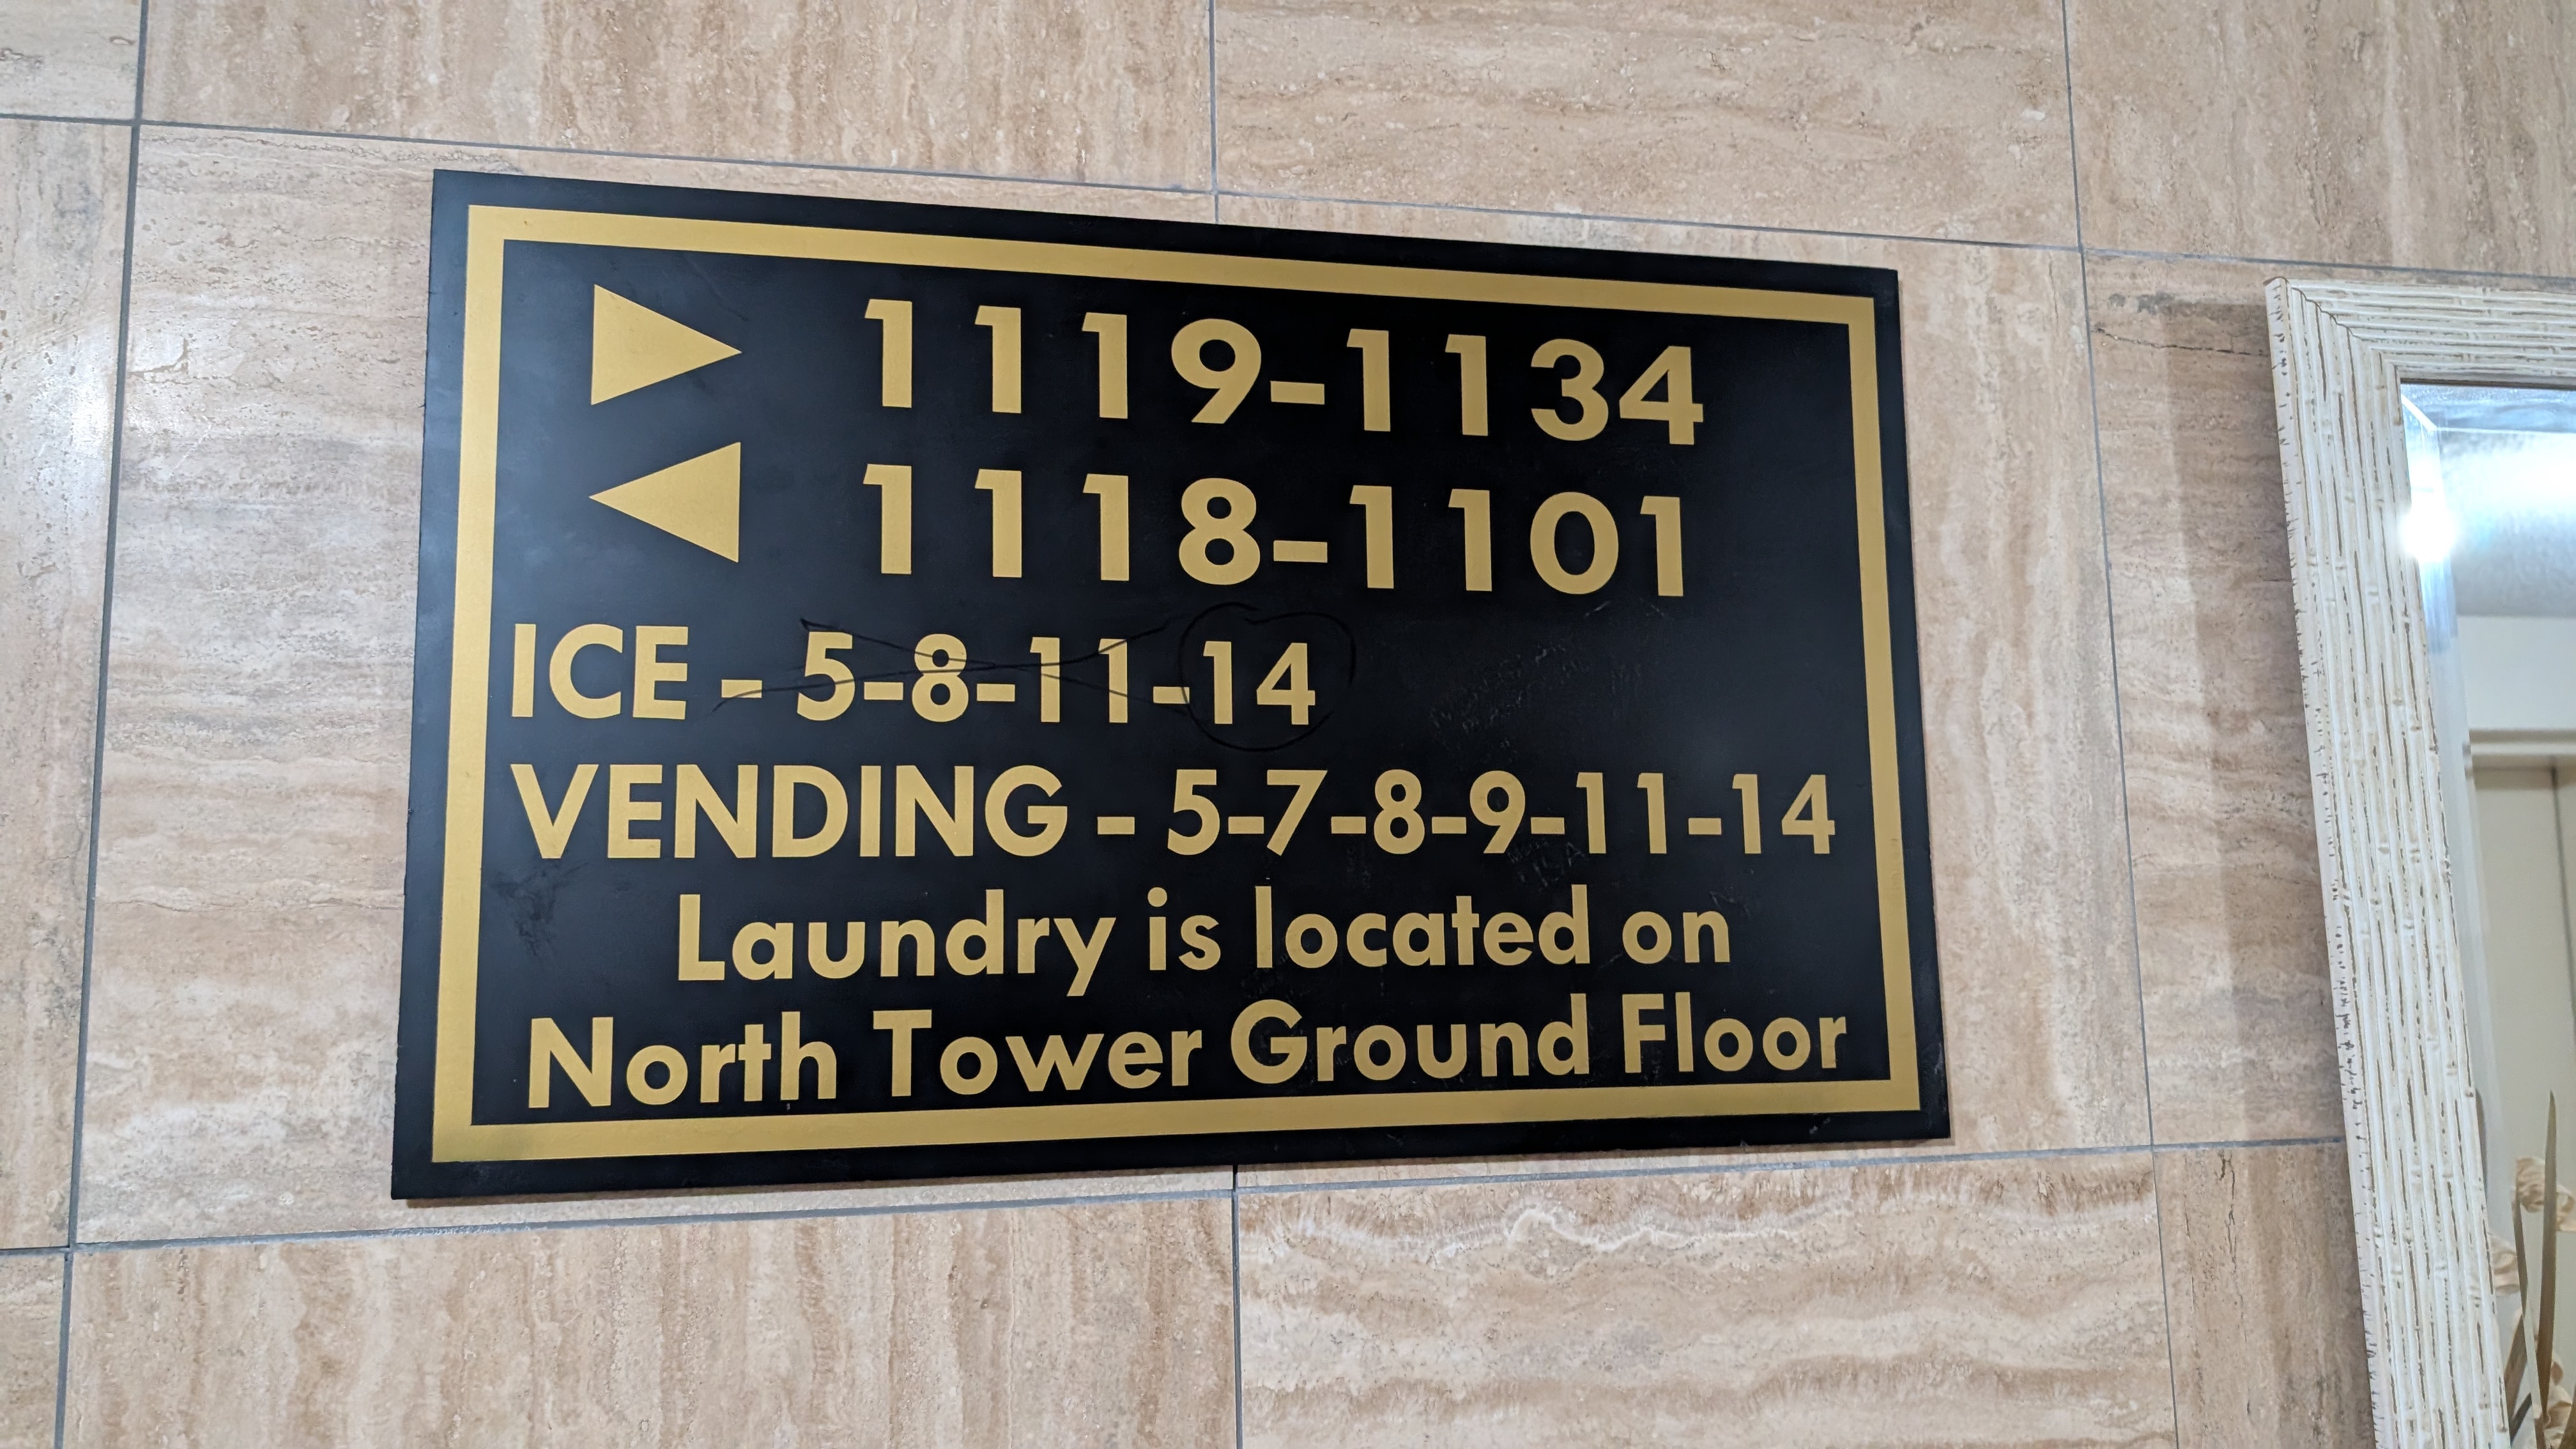 ▶ 1119-1134
◀ 1118-1101
ICE - 5-8-11-14
VENDING - 5-7-8-9-11-14
Laundry is located on
North Tower Ground Floor